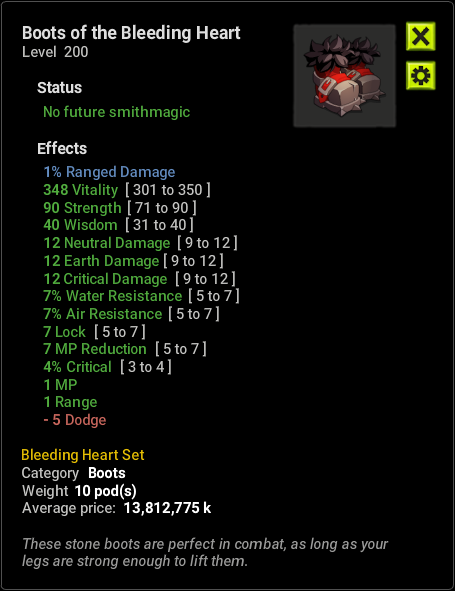 Boots of the Bleeding Heart
Level 200
Status
No future smithmagic
Effects
1% Ranged Damage
348 Vitality [ 301 to 350 ]
90 Strength [ 71 to 90 ]
40 Wisdom [ 31 to 40 ]
12 Neutral Damage [ 9 to 12 ]
12 Earth Damage [ 9 to 12 ]
12 Critical Damage [ 9 to 12 ]
7% Water Resistance [ 5 to 7 ]
7% Air Resistance [ 5 to 7 ]
7 Lock [ 5 to 7 ]
7 MP Reduction [ 5 to 7 ]
4% Critical [ 3 to 4 ]
1 MP
1 Range
- 5 Dodge
Bleeding Heart Set
Category Boots
Weight 10 pod(s)
Average price: 13,812,775 k
These stone boots are perfect in combat, as long as your
legs are strong enough to lift them.